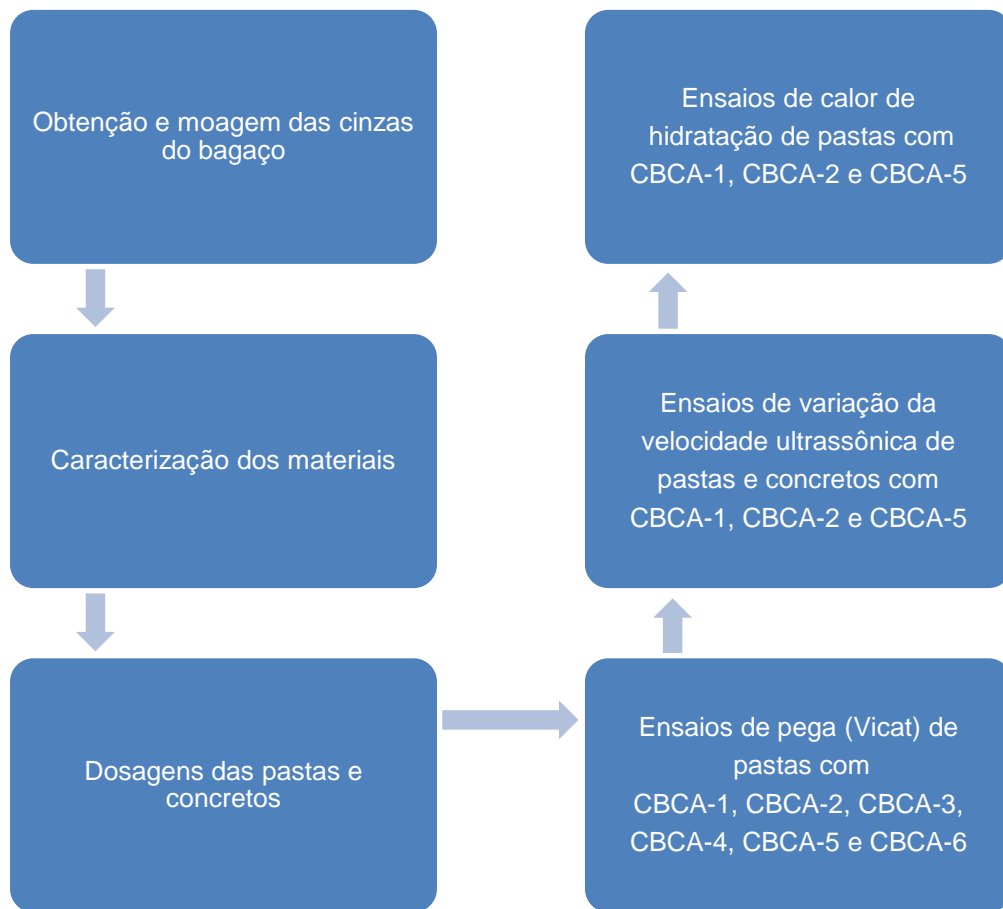 Obtenção e moagem das cinzas
do bagaço
Caracterização dos materiais
Dosagens das pastas e
concretos
Ensaios de pega (Vicat) de
pastas com
CBCA-1, CBCA-2, CBCA-3,
CBCA-4, CBCA-5 e CBCA-6
Ensaios de variação da
velocidade ultrassônica de
pastas e concretos com
CBCA-1, CBCA-2 e CBCA-5
Ensaios de calor de
hidratação de pastas com
CBCA-1, CBCA-2 e CBCA-5